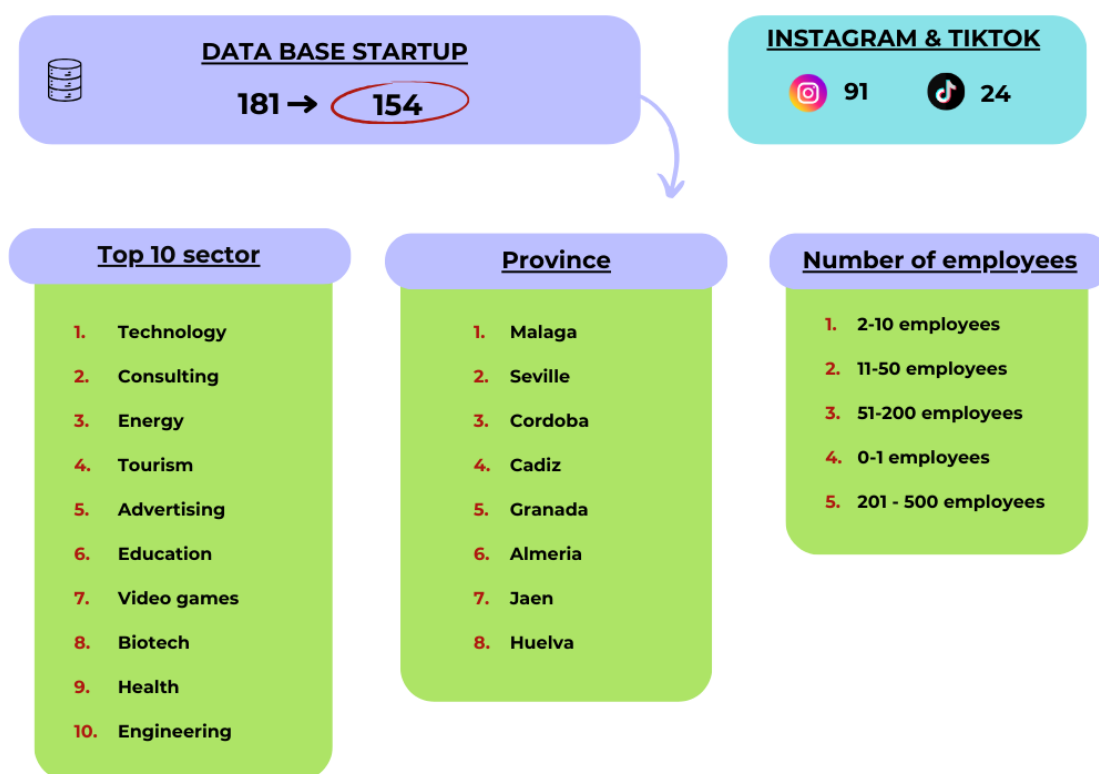 DATA BASE STARTUP
181 → 154
INSTAGRAM & TIKTOK
91 24
Top 10 sector
1. Technology
2. Consulting
3. Energy
4. Tourism
5. Advertising
6. Education
7. Video games
8. Biotech
9. Health
10. Engineering
Province
1. Malaga
2. Seville
3. Cordoba
4. Cadiz
5. Granada
6. Almeria
7. Jaen
8. Huelva
Number of employees
1. 2-10 employees
2. 11-50 employees
3. 51-200 employees
4. 0-1 employees
5. 201 - 500 employees